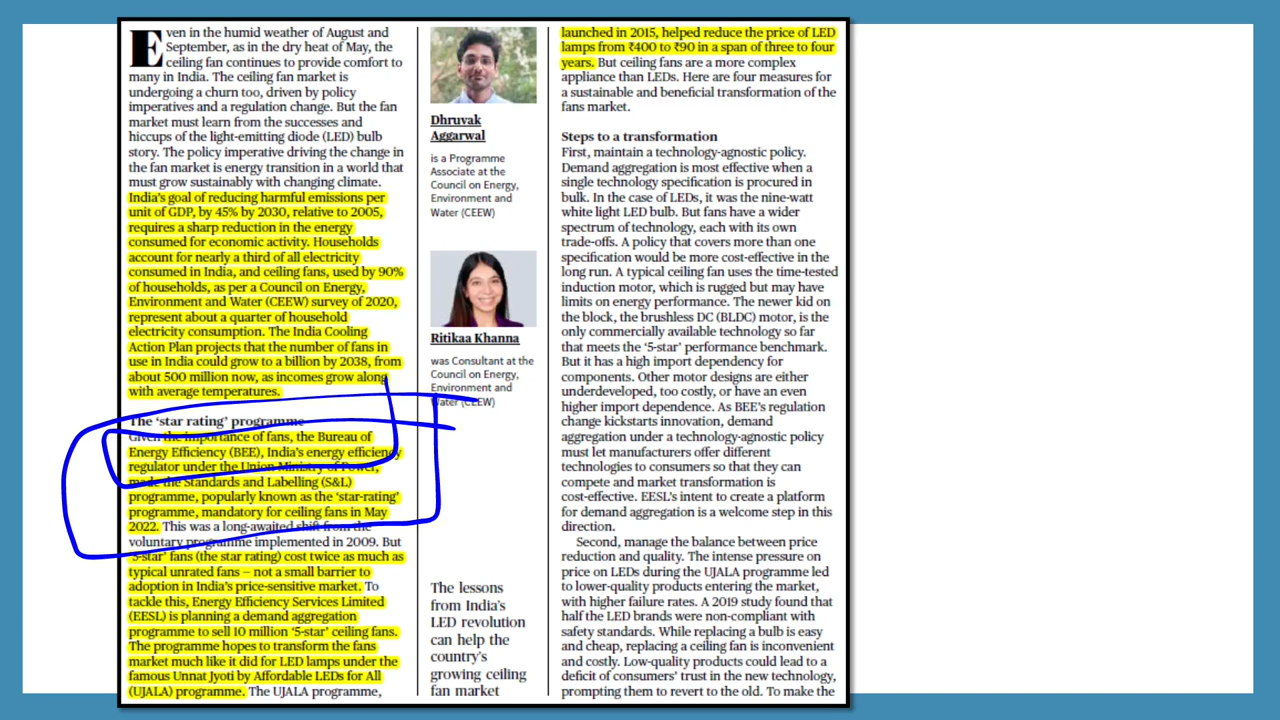 Even in the humid weather of August and
September, as in the dry heat of May, the
ceiling fan continues to provide comfort to
many in India. The ceiling fan market is
undergoing a churn too, driven by policy
imperatives and a regulation change. But the fan
market must learn from the successes and
hiccups of the light-emitting diode (LED) bulb
story. The policy imperative driving the change in
the fan market is energy transition in a world that
must grow sustainably with changing climate.
India's goal of reducing harmful emissions per
unit of GDP, by 45% by 2030, relative to 2005,
requires a sharp reduction in the energy
consumed for economic activity. Households
account for nearly a third of all electricity
consumed in India, and ceiling fans, used by 90%
of households, as per a Council on Energy,
Environment and Water (CEEW) survey of 2020,
represent about a quarter of household
electricity consumption. The India Cooling
Action Plan projects that the number of fans in
use in India could grow to a billion by 2038, from
about 500 million now, as incomes grow along
with average temperatures.
The 'star rating' programme
Given the importance of fans, the Bureau of
Energy Efficiency (BEE), India's energy efficiency
regulator under the Union Ministry of Power,
made the Standards and Labelling (S&L)
programme, popularly known as the 'star-rating'
programme, mandatory for ceiling fans in May
2022. This was a long-awaited shift from the
voluntary programme implemented in 2009. But
'5-star' fans (the star rating) cost twice as much as
typical unrated fans — not a small barrier to
adoption in India's price-sensitive market. To
tackle this, Energy Efficiency Services Limited
(EESL) is planning a demand aggregation
programme to sell 10 million '5-star' ceiling fans.
The programme hopes to transform the fans
market much like it did for LED lamps under the
famous Unnat Jyoti by Affordable LEDs for All
(UJALA) programme. The UJALA programme,
Dhruvak
Aggarwal
is a Programme
Associate at the
Council on Energy,
Environment and
Water (CEEW)
Ritikaa Khanna
was Consultant at the
Council on Energy,
Environment and
Water (CEEW)
The lessons
from India's
LED revolution
can help the
country's
growing ceiling
fan market
launched in 2015, helped reduce the price of LED
lamps from ₹400 to ₹90 in a span of three to four
years. But ceiling fans are a more complex
appliance than LEDs. Here are four measures for
a sustainable and beneficial transformation of the
fans market.
Steps to a transformation
First, maintain a technology-agnostic policy.
Demand aggregation is most effective when a
single technology specification is procured in
bulk. In the case of LEDs, it was the nine-watt
white light LED bulb. But fans have a wider
spectrum of technology, each with its own
trade-offs. A policy that covers more than one
specification would be more cost-effective in the
long run. A typical ceiling fan uses the time-tested
induction motor, which is rugged but may have
limits on energy performance. The newer kid on
the block, the brushless DC (BLDC) motor, is the
only commercially available technology so far
that meets the '5-star' performance benchmark.
But it has a high import dependency for
components. Other motor designs are either
underdeveloped, too costly, or have an even
higher import dependence. As BEE's regulation
change kickstarts innovation, demand
aggregation under a technology-agnostic policy
must let manufacturers offer different
technologies to consumers so that they can
compete and market transformation is
cost-effective. EESL's intent to create a platform
for demand aggregation is a welcome step in this
direction.
Second, manage the balance between price
reduction and quality. The intense pressure on
price on LEDs during the UJALA programme led
to lower-quality products entering the market,
with higher failure rates. A 2019 study found that
half the LED brands were non-compliant with
safety standards. While replacing a bulb is easy
and cheap, replacing a ceiling fan is inconvenient
and costly. Low-quality products could lead to a
deficit of consumers' trust in the new technology,
prompting them to revert to the old. To make the